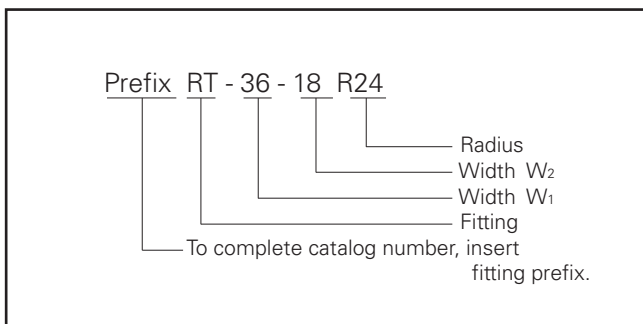 Prefix RT - 36 - 18 R24
Radius
Width W₂
Width W₁
Fitting
To complete catalog number, insert
fitting prefix.